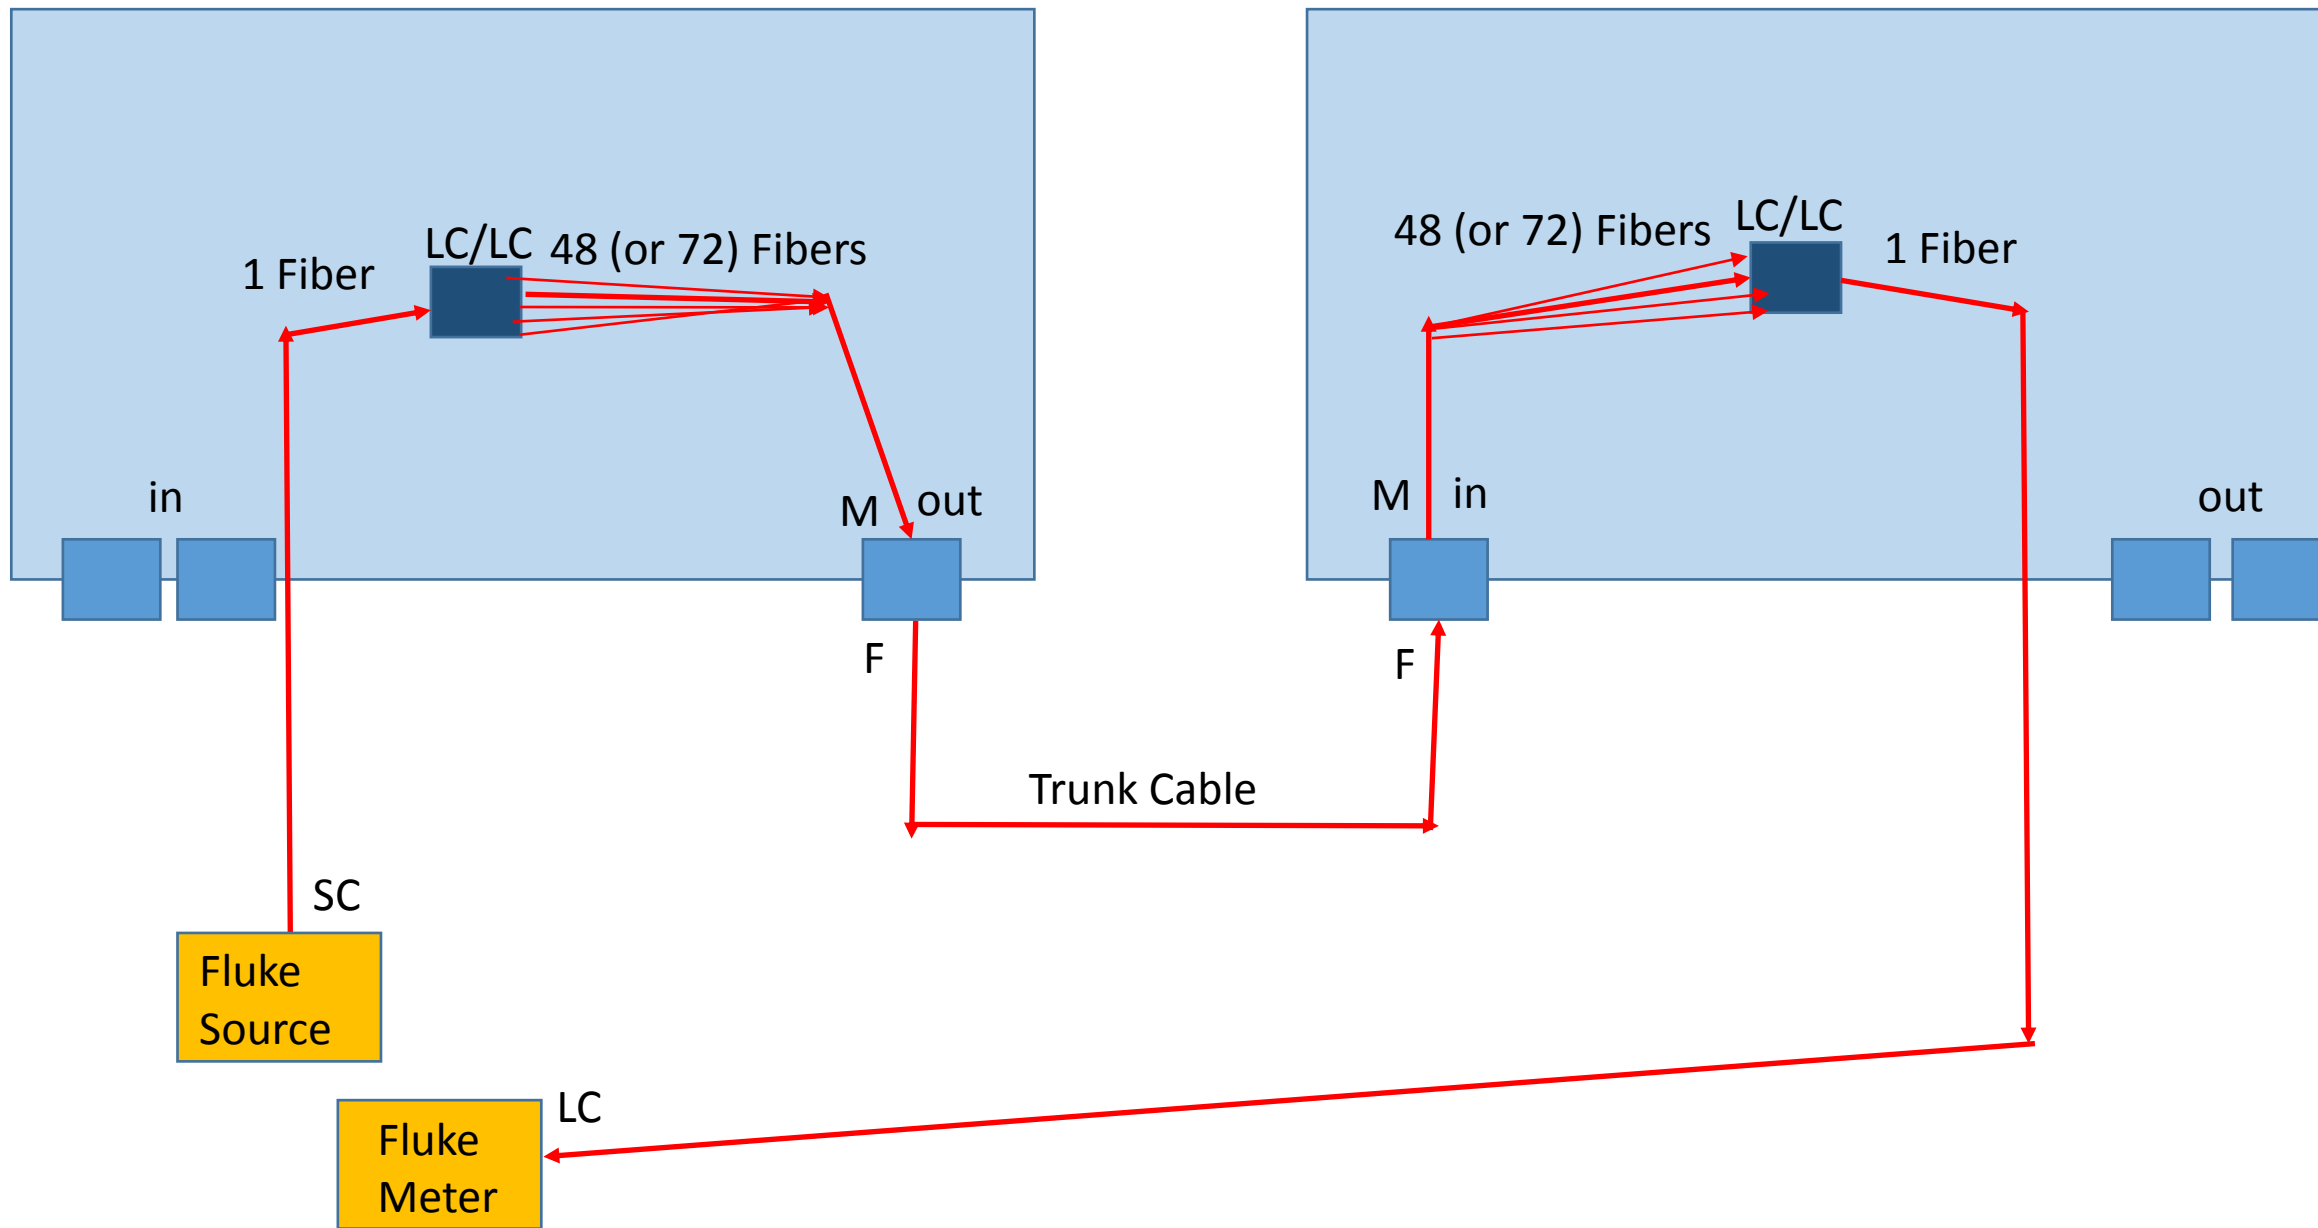 LC/LC
48 (or 72) Fibers
1 Fiber
in
M
out
F
LC/LC
48 (or 72) Fibers
1 Fiber
M
in
out
F
Trunk Cable
SC
Fluke
Source
LC
Fluke
Meter